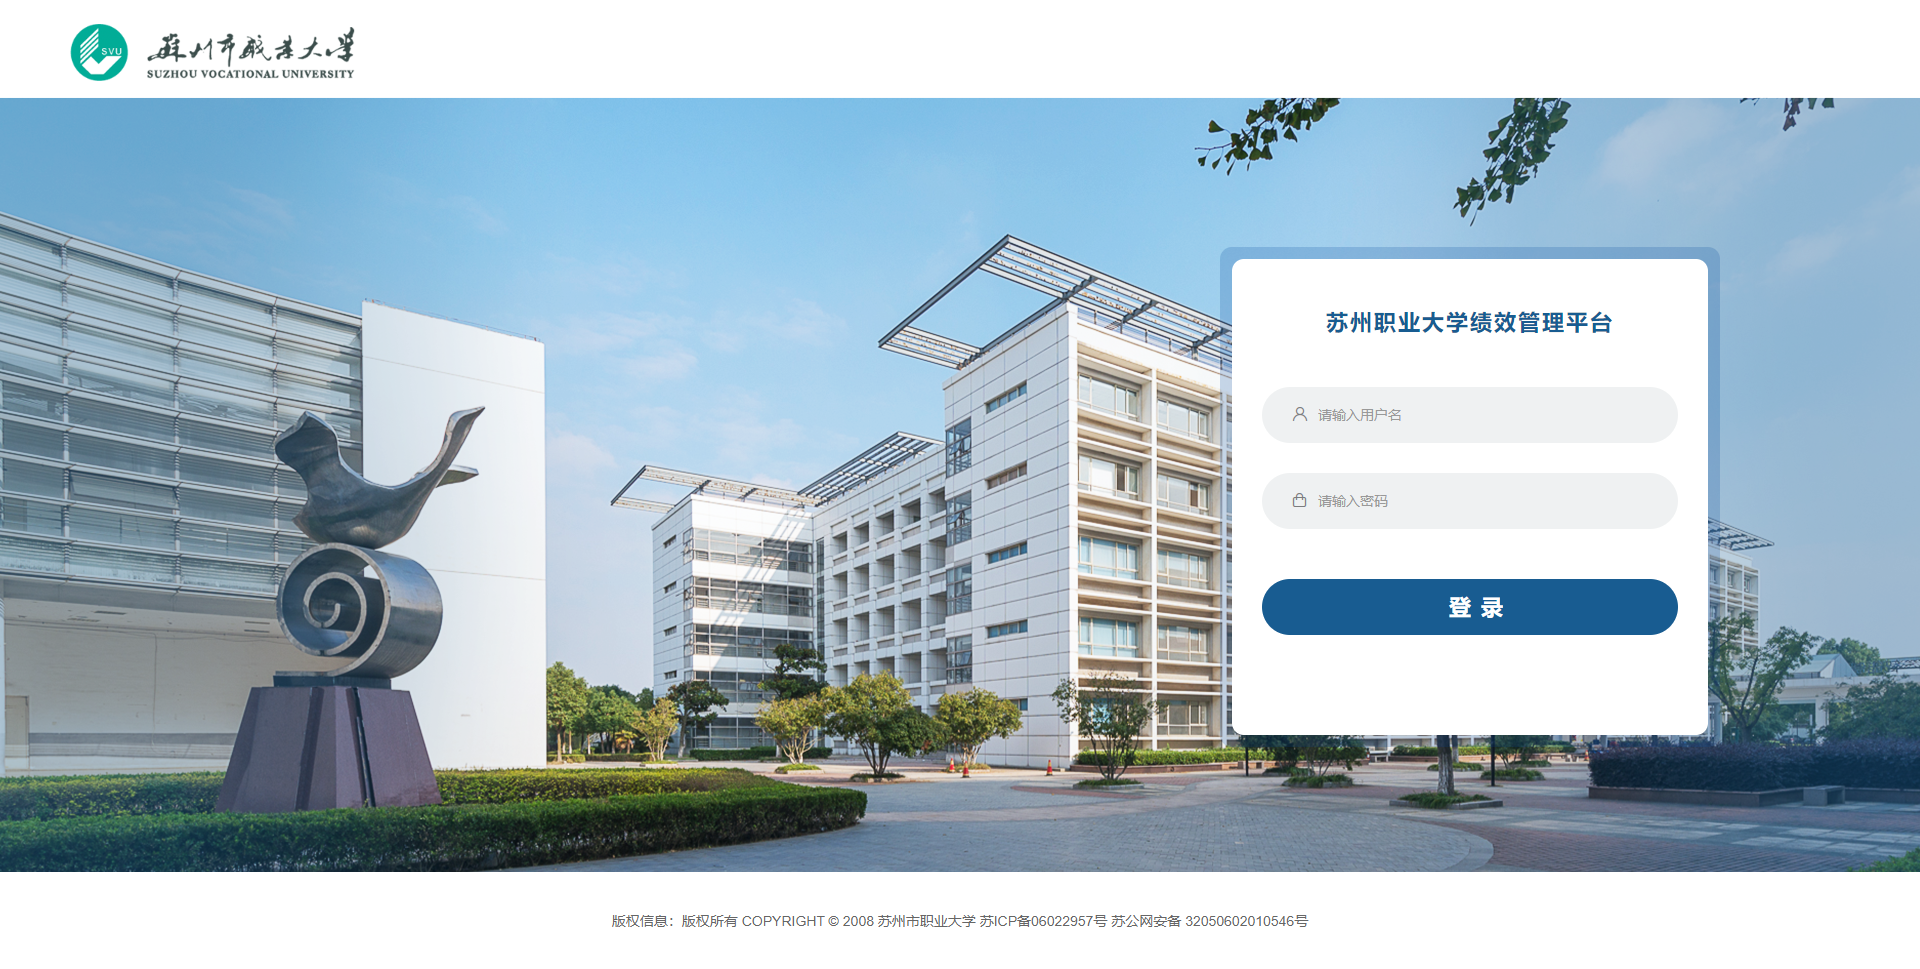 SVU
蘇州市職業大學
SUZHOU VOCATIONAL UNIVERSITY
苏州职业大学绩效管理平台
请输入用户名
请输入密码
登 录
版权信息：版权所有 COPYRIGHT © 2008 苏州市职业大学 苏ICP备06022957号 苏公网安备 32050602010546号